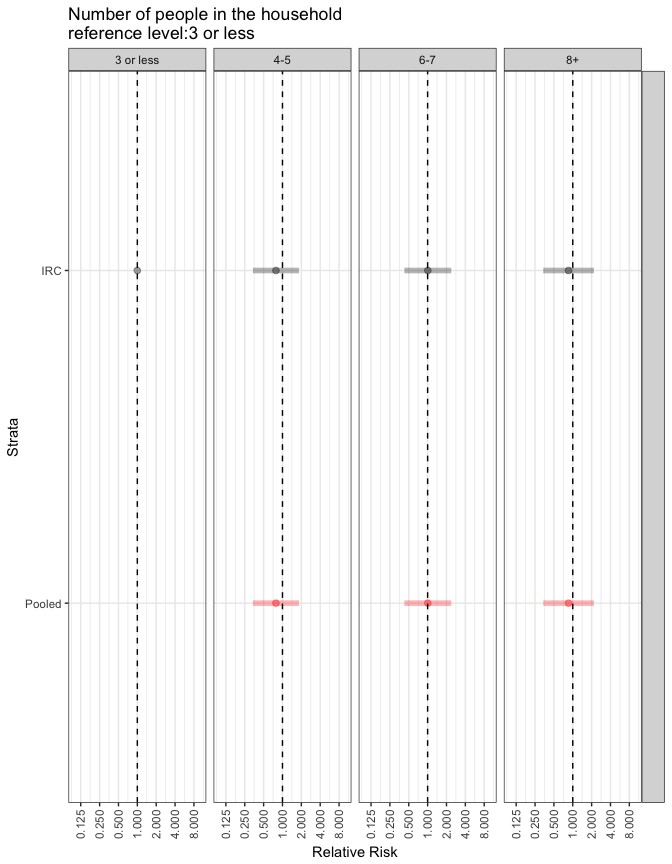 Number of people in the household
reference level:3 or less
3 or less
4-5
6-7
8+
Strata
IRC
Pooled
0.125 0.250 0.500 1.000 2.000 4.000 8.000
0.125 0.250 0.500 1.000 2.000 4.000 8.000
0.125 0.250 0.500 1.000 2.000 4.000 8.000
0.125 0.250 0.500 1.000 2.000 4.000 8.000
Relative Risk